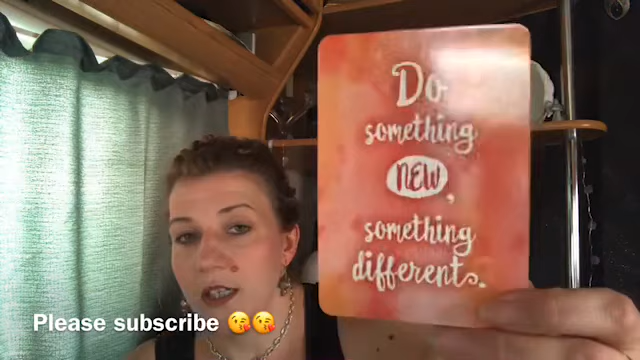 Do
something
NEW,
something
different.
Please subscribe 😘😘